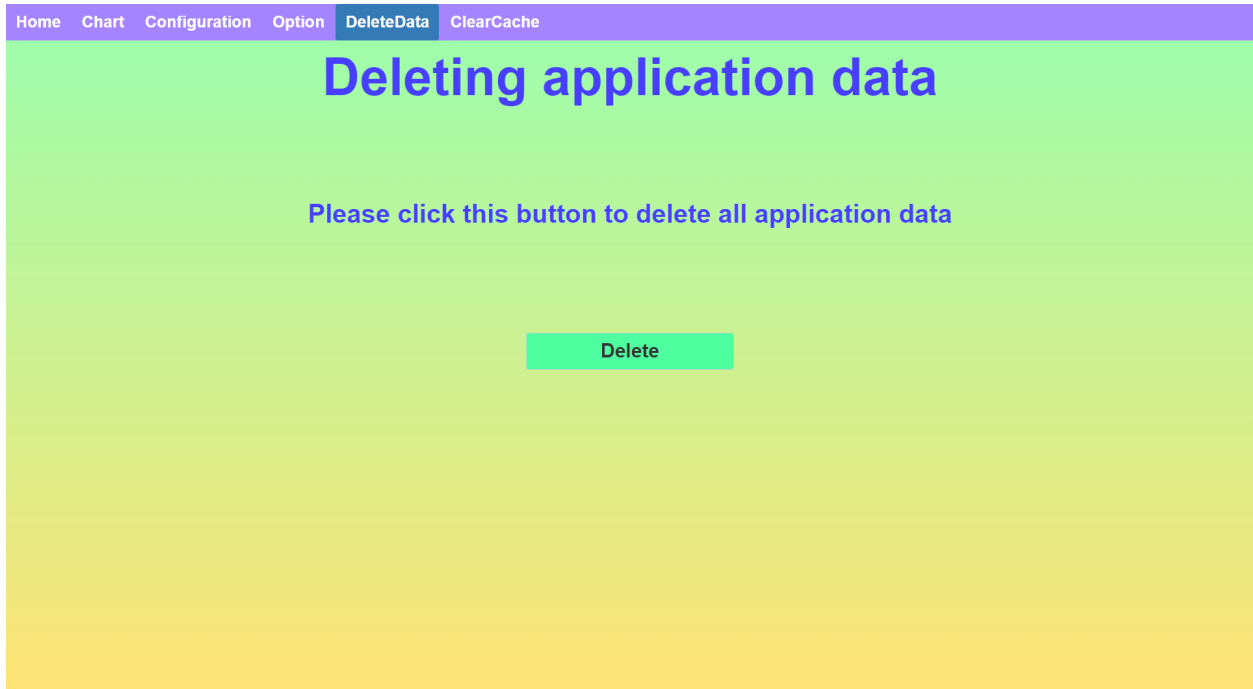 Home Chart Configuration Option DeleteData ClearCache
Deleting application data
Please click this button to delete all application data
Delete